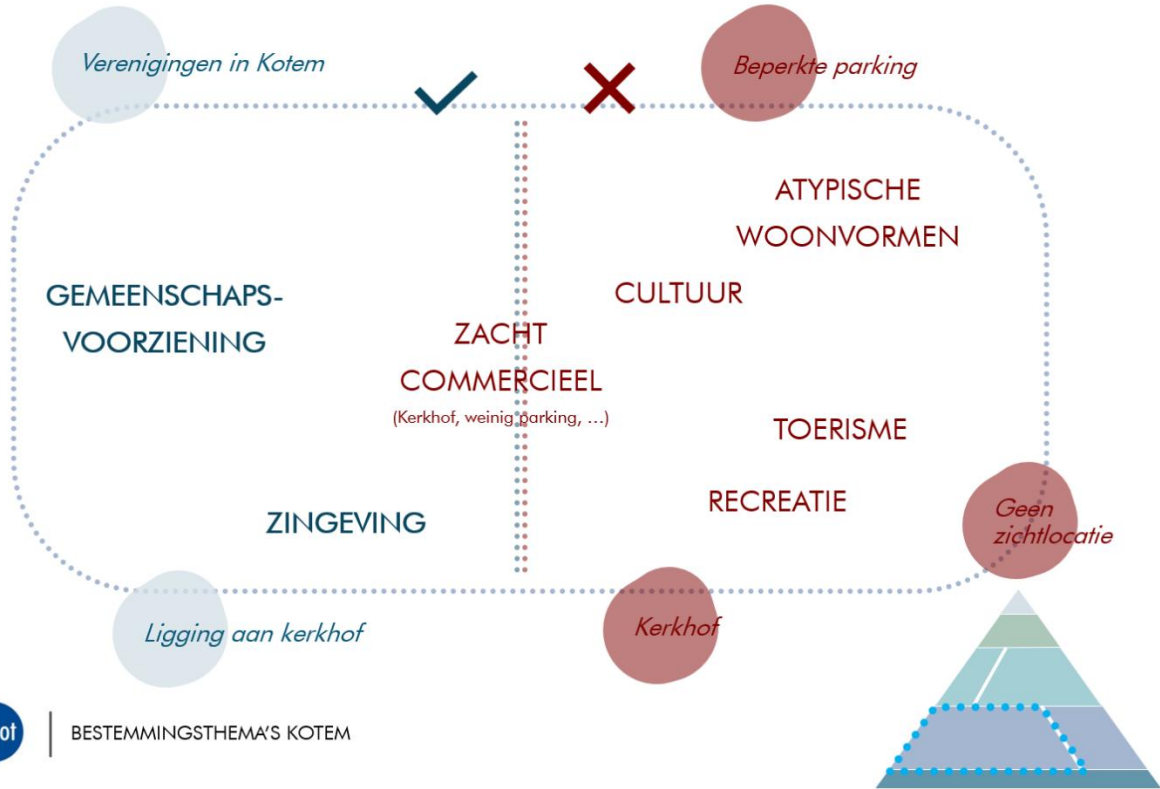 Verenigingen in Kotem
Beperkte parking
ATYPISCHE
WOONVORMEN
GEMEENSCHAPS-
VOORZIENING
CULTUUR
ZACHT
COMMERCIEEL
(Kerkhof, weinig parking, ...)
TOERISME
RECREATIE
ZINGEVING
Geen
zichtlocatie
Ligging aan kerkhof
Kerkhof
ot
BESTEMMINGSTHEMA'S KOTEM